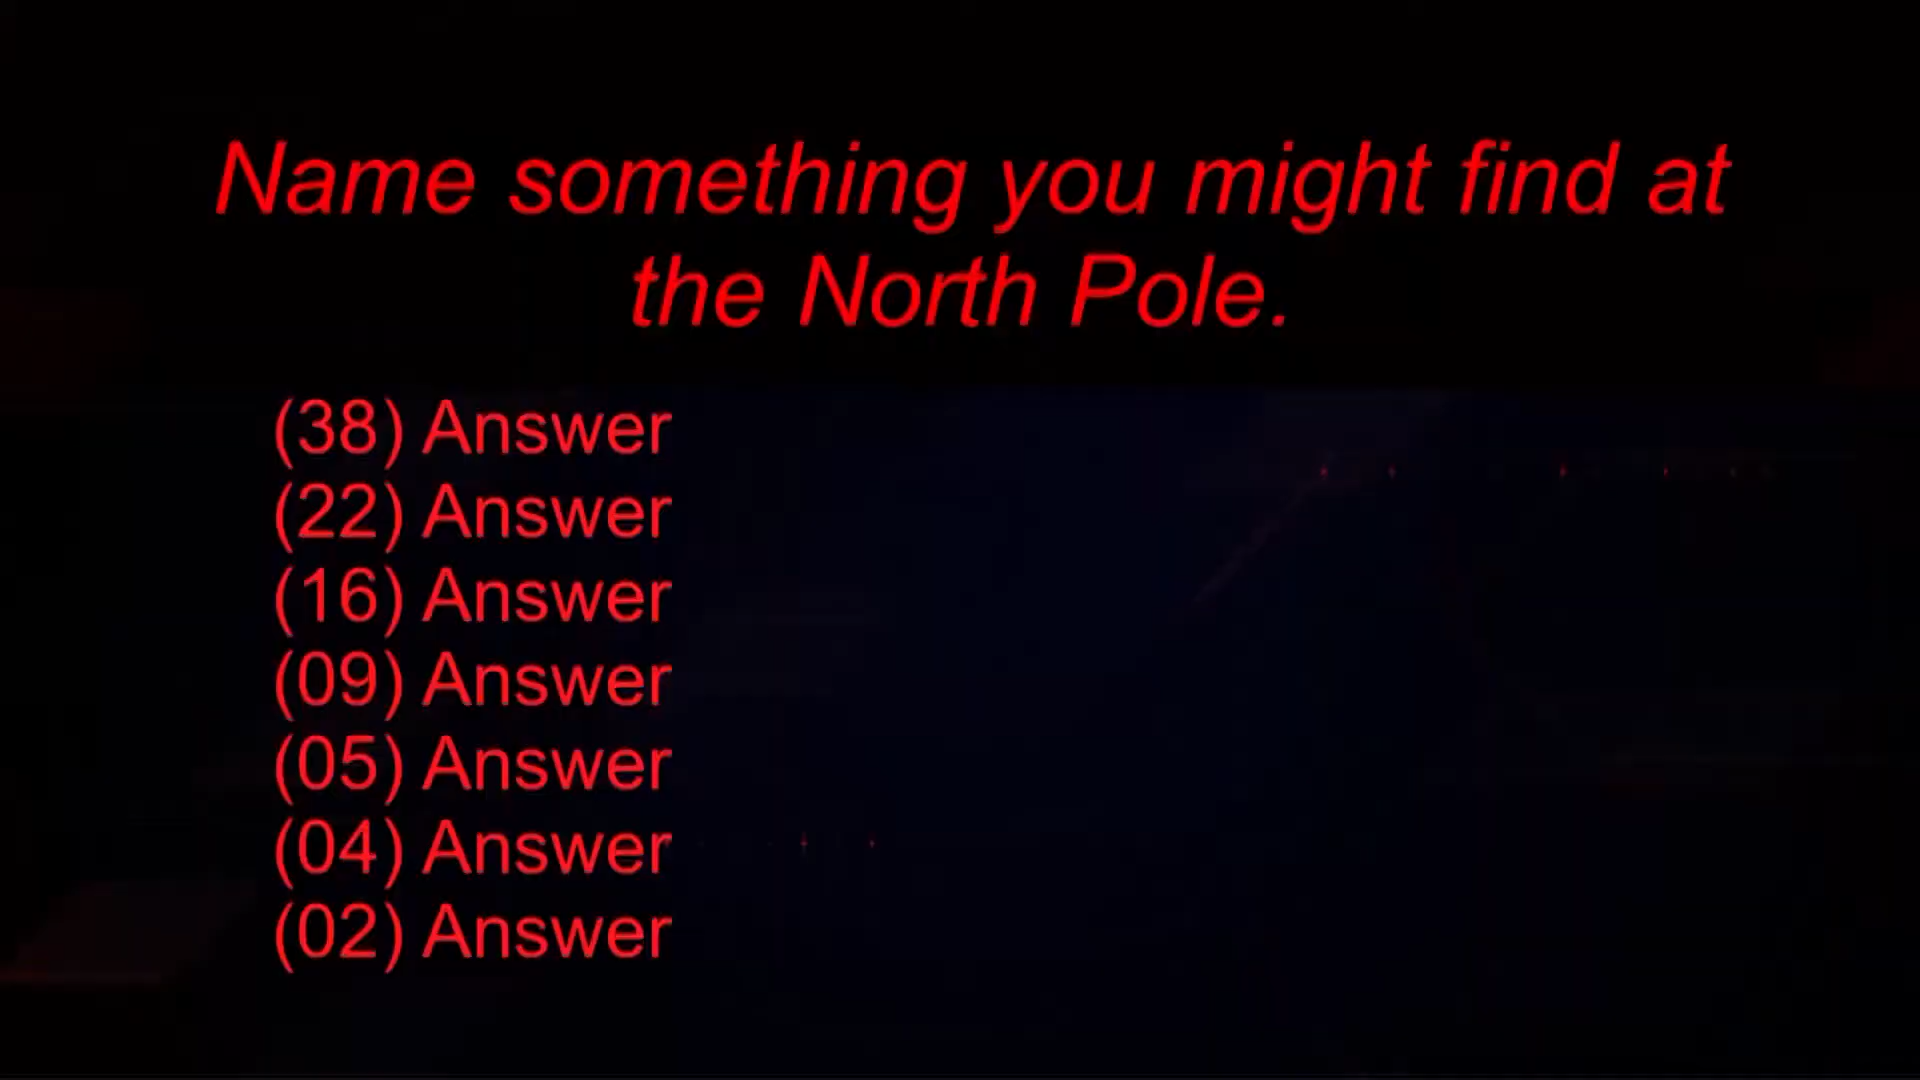 Name something you might find at
the North Pole.
(38) Answer
(22) Answer
(16) Answer
(09) Answer
(05) Answer
(04) Answer
(02) Answer